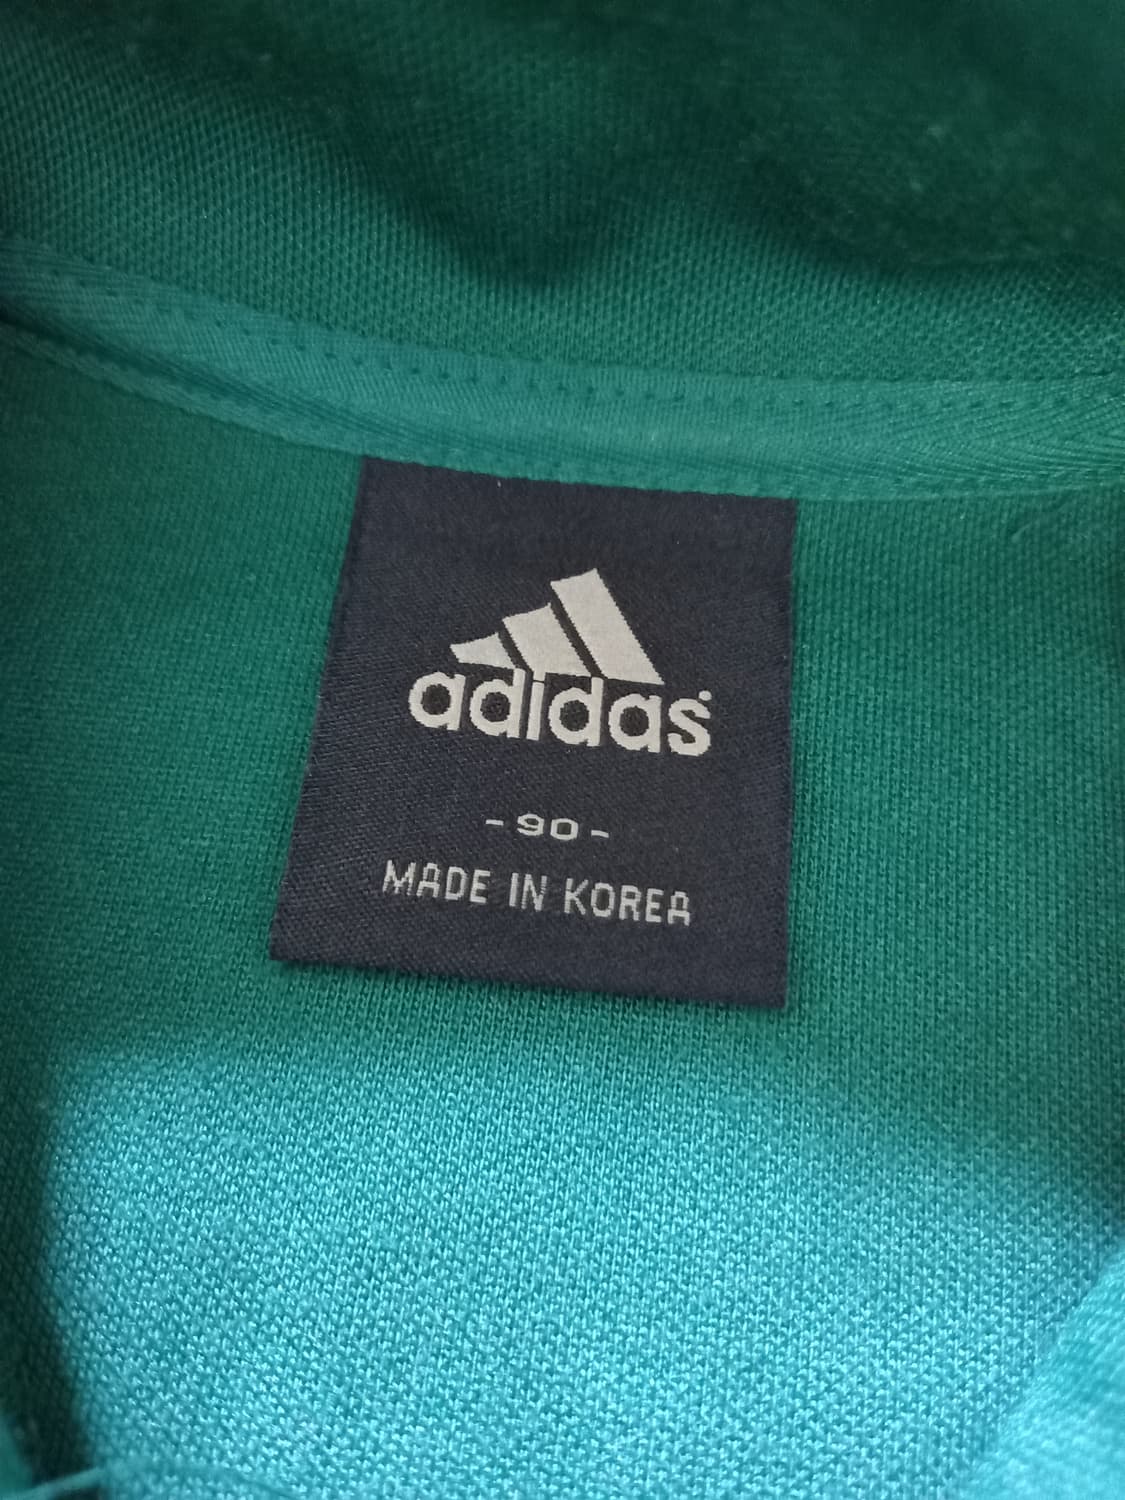 adidas
- 90 -
MADE IN KOREA